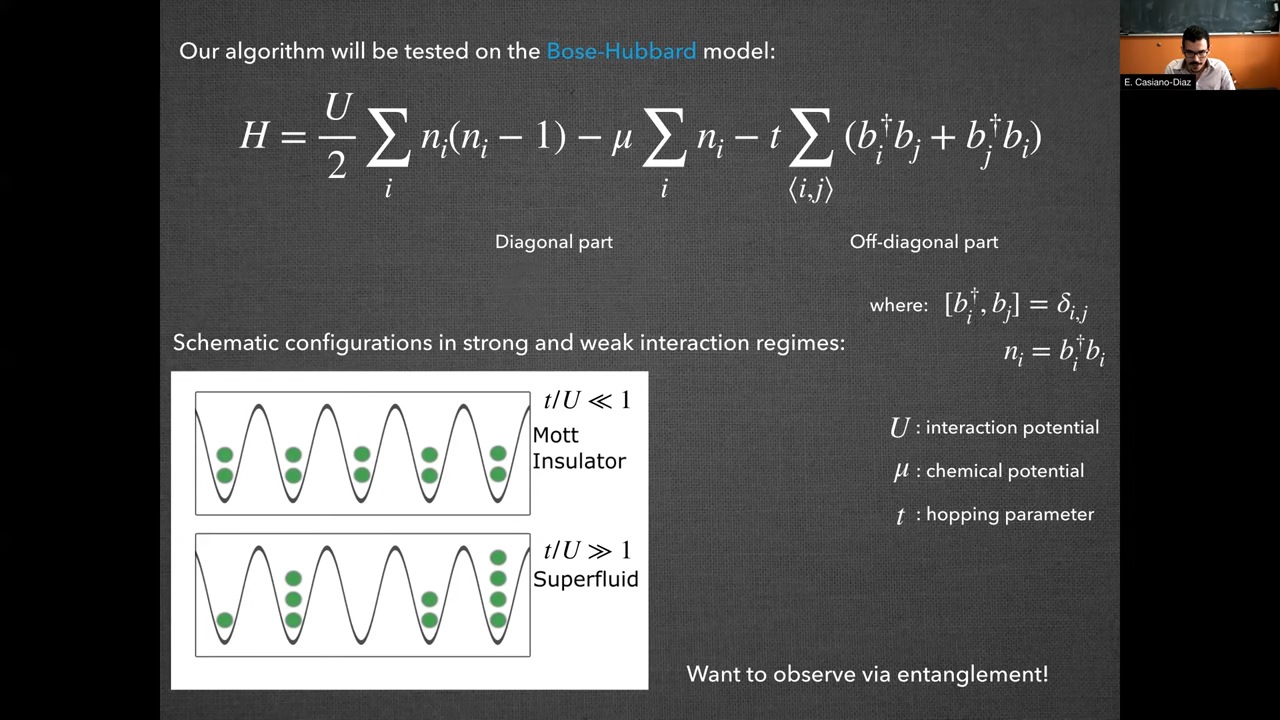 Our algorithm will be tested on the Bose-Hubbard model:
H = U/2 ∑_i n_i(n_i − 1) − μ ∑_i n_i − t ∑_⟨i,j⟩ (b_i^† b_j + b_j^† b_i)
Diagonal part
Off-diagonal part
where: [b_i^†, b_j] = δ_{i,j}
n_i = b_i^† b_i
Schematic configurations in strong and weak interaction regimes:
t/U ≪ 1
Mott
Insulator
t/U ≫ 1
Superfluid
U : interaction potential
μ : chemical potential
t : hopping parameter
Want to observe via entanglement!
E. Casiano-Diaz